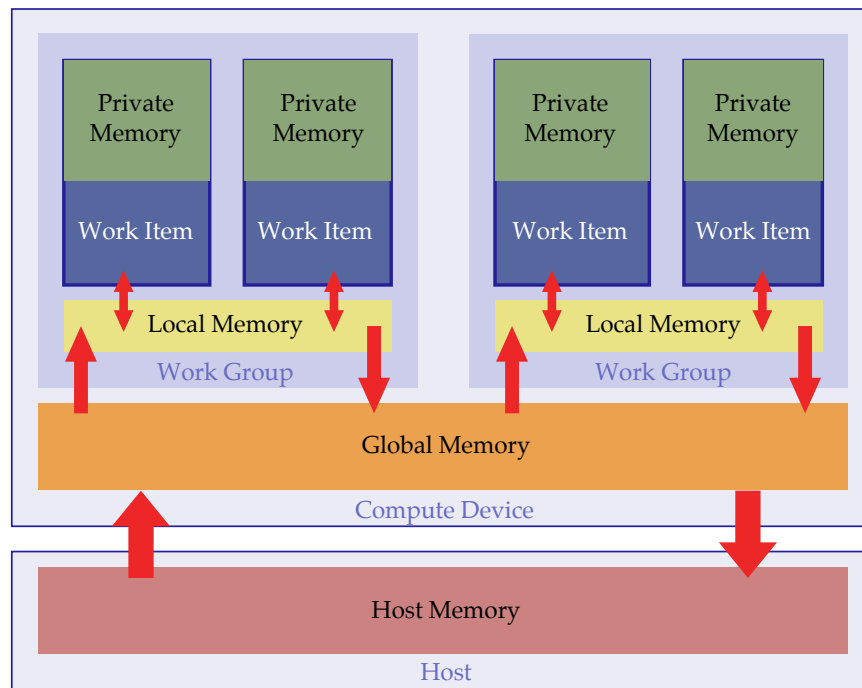 Private
Memory
Private
Memory
Private
Memory
Private
Memory
Work Item
Work Item
Work Item
Work Item
Local Memory
Local Memory
Work Group
Work Group
Global Memory
Compute Device
Host Memory
Host